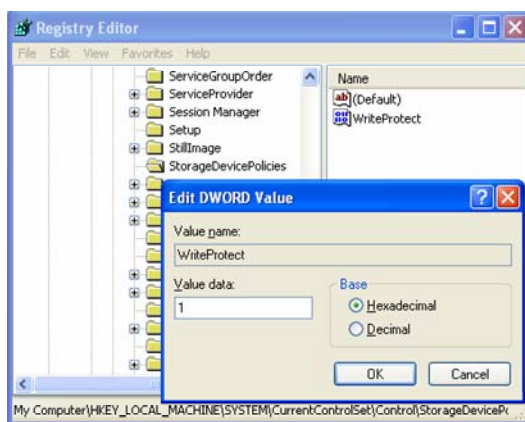 Registry Editor
File Edit View Favorites Help
ServiceGroupOrder
ServiceProvider
Session Manager
Setup
StillImage
StorageDevicePolicies
Name
(Default)
WriteProtect
Edit DWORD Value
Value name:
WriteProtect
Value data:
1
Base
Hexadecimal
Decimal
OK Cancel
My Computer\HKEY_LOCAL_MACHINE\SYSTEM\CurrentControlSet\Control\StorageDevicePo